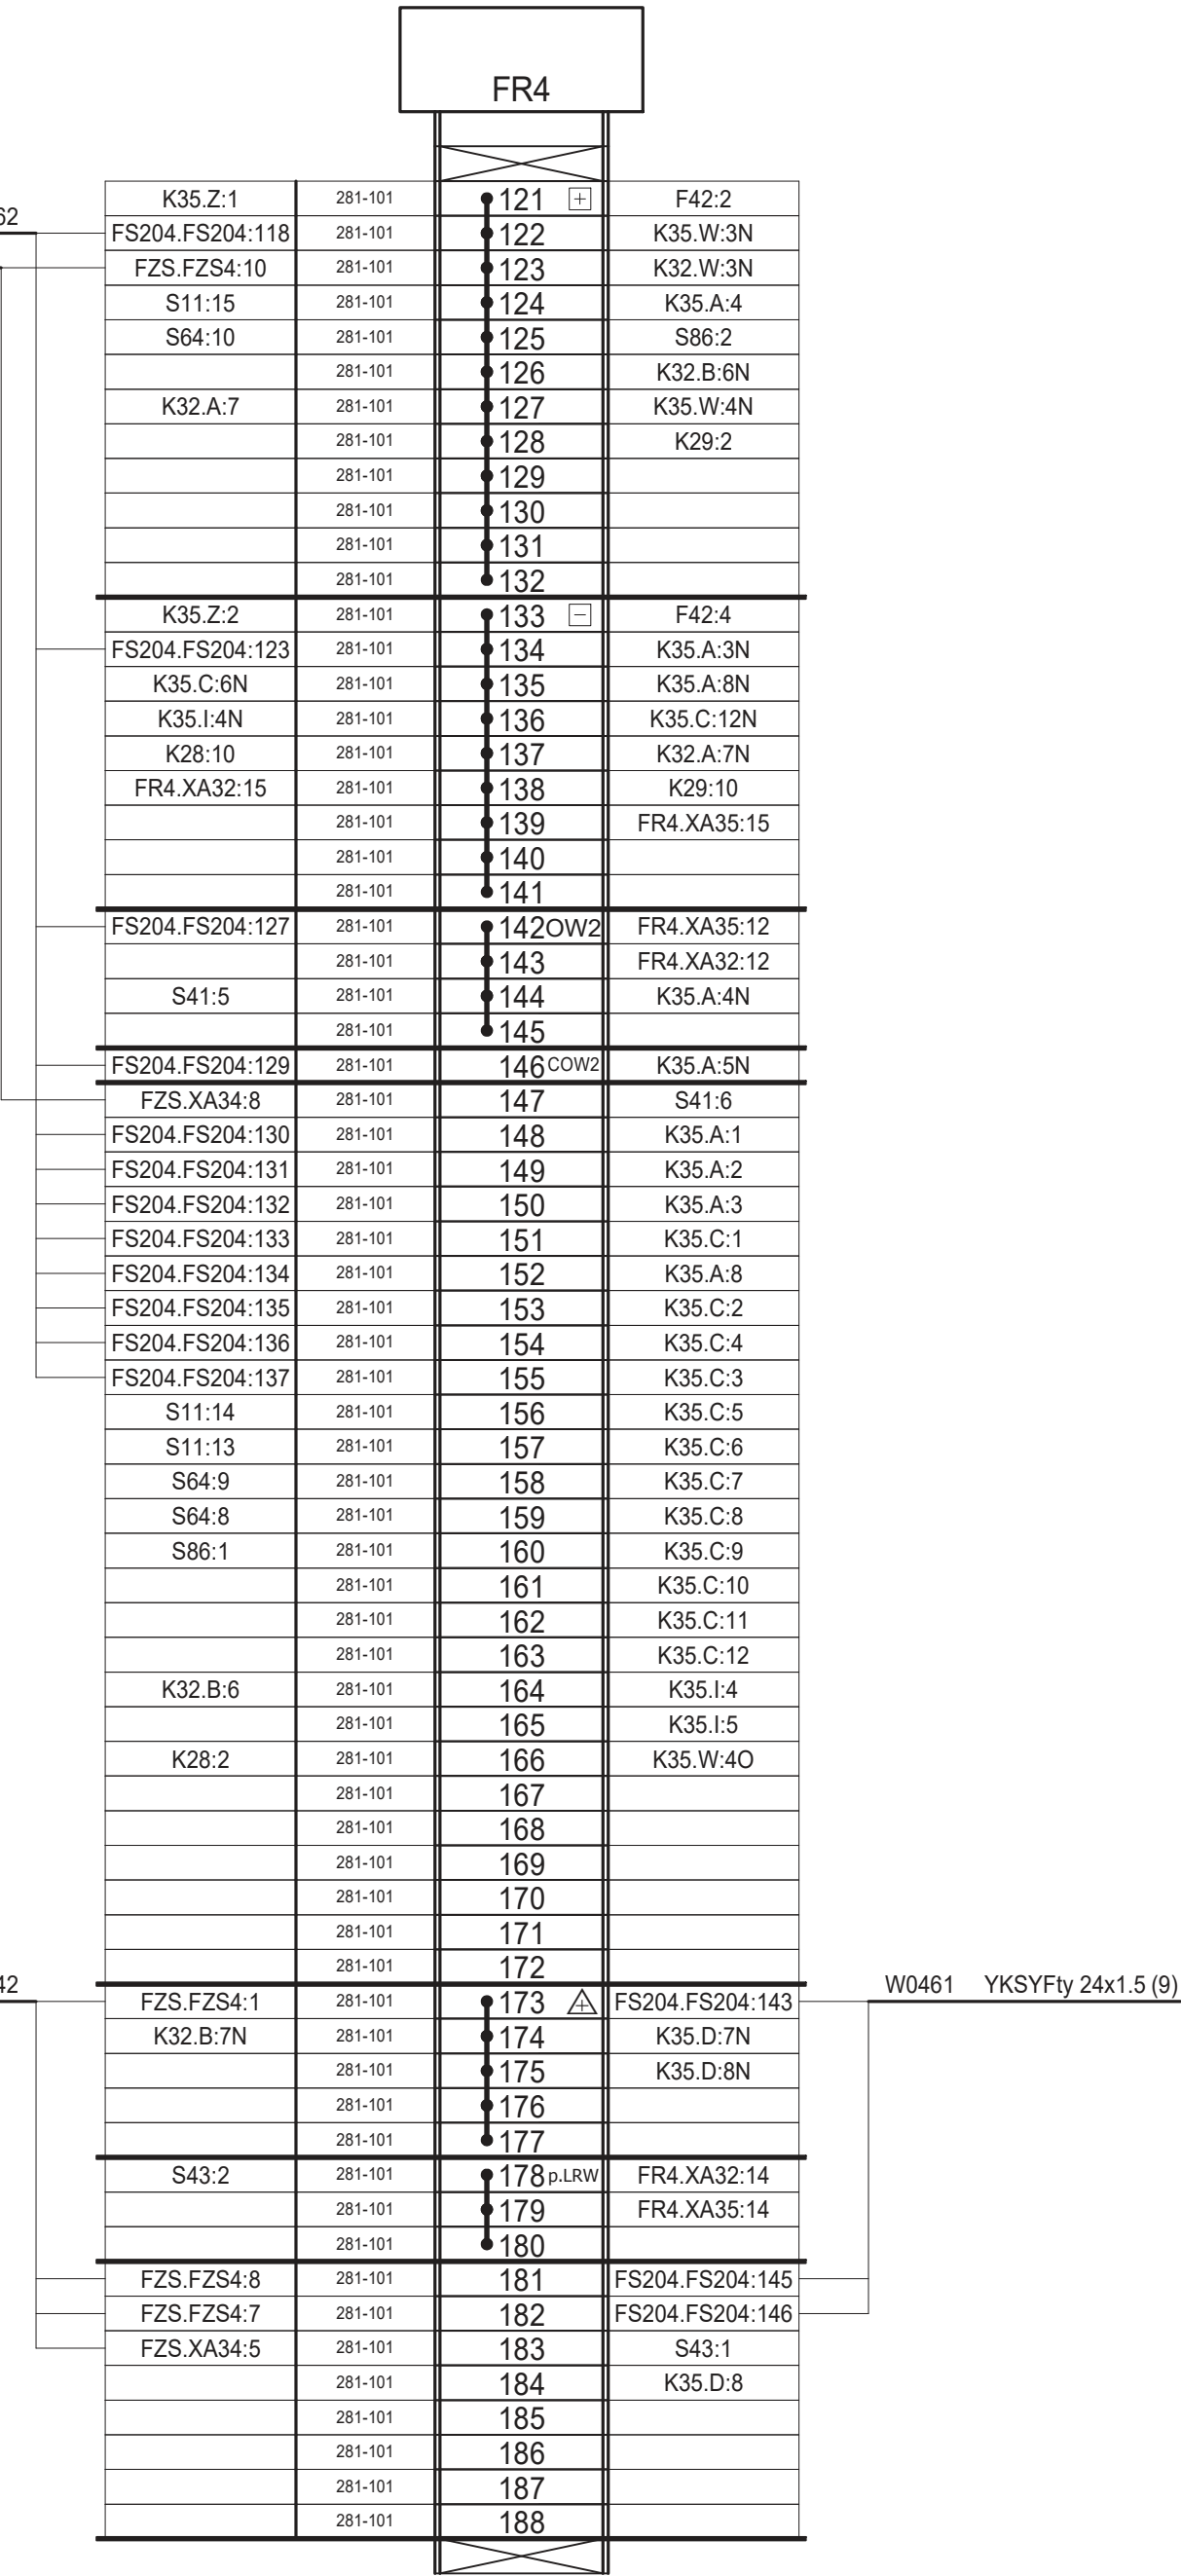 FR4
K35.Z:1 281-101 121 + F42:2
62
FS204.FS204:118 281-101 122 K35.W:3N
FZS.FZS4:10 281-101 123 K32.W:3N
S11:15 281-101 124 K35.A:4
S64:10 281-101 125 S86:2
281-101 126 K32.B:6N
K32.A:7 281-101 127 K35.W:4N
281-101 128 K29:2
281-101 129
281-101 130
281-101 131
281-101 132
K35.Z:2 281-101 133 − F42:4
FS204.FS204:123 281-101 134 K35.A:3N
K35.C:6N 281-101 135 K35.A:8N
K35.I:4N 281-101 136 K35.C:12N
K28:10 281-101 137 K32.A:7N
FR4.XA32:15 281-101 138 K29:10
281-101 139 FR4.XA35:15
281-101 140
281-101 141
FS204.FS204:127 281-101 142 OW2 FR4.XA35:12
281-101 143 FR4.XA32:12
S41:5 281-101 144 K35.A:4N
281-101 145
FS204.FS204:129 281-101 146 COW2 K35.A:5N
FZS.XA34:8 281-101 147 S41:6
FS204.FS204:130 281-101 148 K35.A:1
FS204.FS204:131 281-101 149 K35.A:2
FS204.FS204:132 281-101 150 K35.A:3
FS204.FS204:133 281-101 151 K35.C:1
FS204.FS204:134 281-101 152 K35.A:8
FS204.FS204:135 281-101 153 K35.C:2
FS204.FS204:136 281-101 154 K35.C:4
FS204.FS204:137 281-101 155 K35.C:3
S11:14 281-101 156 K35.C:5
S11:13 281-101 157 K35.C:6
S64:9 281-101 158 K35.C:7
S64:8 281-101 159 K35.C:8
S86:1 281-101 160 K35.C:9
281-101 161 K35.C:10
281-101 162 K35.C:11
281-101 163 K35.C:12
K32.B:6 281-101 164 K35.I:4
281-101 165 K35.I:5
K28:2 281-101 166 K35.W:4O
281-101 167
281-101 168
281-101 169
281-101 170
281-101 171
281-101 172
42 W0461 YKSYFty 24x1.5 (9)
FZS.FZS4:1 281-101 173 + FS204.FS204:143
K32.B:7N 281-101 174 K35.D:7N
281-101 175 K35.D:8N
281-101 176
281-101 177
S43:2 281-101 178 p.LRW FR4.XA32:14
281-101 179 FR4.XA35:14
281-101 180
FZS.FZS4:8 281-101 181 FS204.FS204:145
FZS.FZS4:7 281-101 182 FS204.FS204:146
FZS.XA34:5 281-101 183 S43:1
281-101 184 K35.D:8
281-101 185
281-101 186
281-101 187
281-101 188